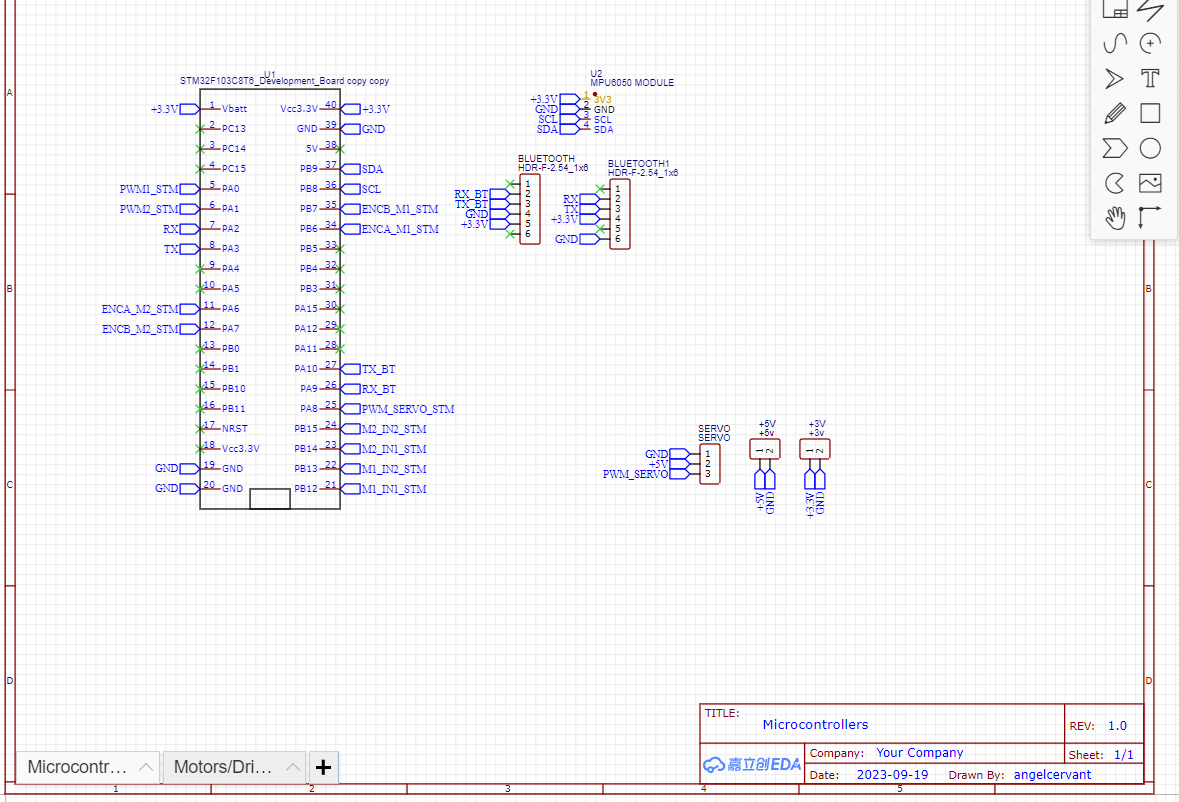 U1
STM32F103C8T6_Development_Board copy copy
+3.3V 1 Vbatt Vcc3.3V 40 +3.3V
2 PC13 GND 39 GND
3 PC14 5V 38
4 PC15 PB9 37 SDA
PWM1_STM 5 PA0 PB8 36 SCL
PWM2_STM 6 PA1 PB7 35 ENCB_M1_STM
RX 7 PA2 PB6 34 ENCA_M1_STM
TX 8 PA3 PB5 33
9 PA4 PB4 32
10 PA5 PB3 31
ENCA_M2_STM 11 PA6 PA15 30
ENCB_M2_STM 12 PA7 PA12 29
13 PB0 PA11 28
14 PB1 PA10 27 TX_BT
15 PB10 PA9 26 RX_BT
16 PB11 PA8 25 PWM_SERVO_STM
17 NRST PB15 24 M2_IN2_STM
18 Vcc3.3V PB14 23 M2_IN1_STM
GND 19 GND PB13 22 M1_IN2_STM
GND 20 GND PB12 21 M1_IN1_STM
U2
MPU6050 MODULE
+3.3V 1 3V3
GND 2 GND
SCL 3 SCL
SDA 4 SDA
BLUETOOTH
HDR-F-2.54_1x6
1
RX_BT 2
TX_BT 3
GND 4
+3.3V 5
6
BLUETOOTH1
HDR-F-2.54_1x6
1
RX 2
TX 3
+3.3V 4
5
GND 6
SERVO
SERVO
GND 1
+5V 2
PWM_SERVO 3
+5V
+5v
1 2
+5V GND
+3V
+3v
1 2
+3.3V GND
A
B
C
D
B
C
D
1 2 3 4 5
TITLE:
Microcontrollers
REV: 1.0
嘉立创EDA
Company: Your Company
Sheet: 1/1
Date: 2023-09-19 Drawn By: angelcervant
Microcontr... Motors/Dri... +
T